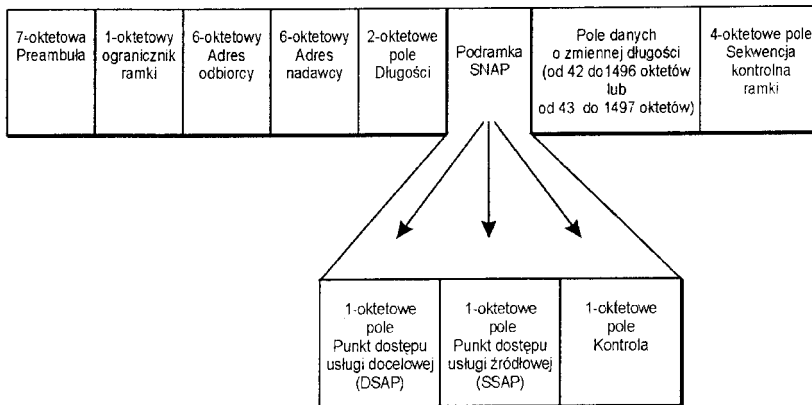 7-oktetowa
Preambuła
1-oktetowy
ogranicznik
ramki
6-oktetowy
Adres
odbiorcy
6-oktetowy
Adres
nadawcy
2-oktetowe
pole
Długości
Podramka
SNAP
Pole danych
o zmiennej długości
(od 42 do1496 oktetów
lub
od 43 do 1497 oktetów)
4-oktetowe pole
Sekwencja
kontrolna
ramki
1-oktetowe
pole
Punkt dostępu
usługi docelowej
(DSAP)
1-oktetowe
pole
Punkt dostępu
usługi źródłowej
(SSAP)
1-oktetowe
pole
Kontrola